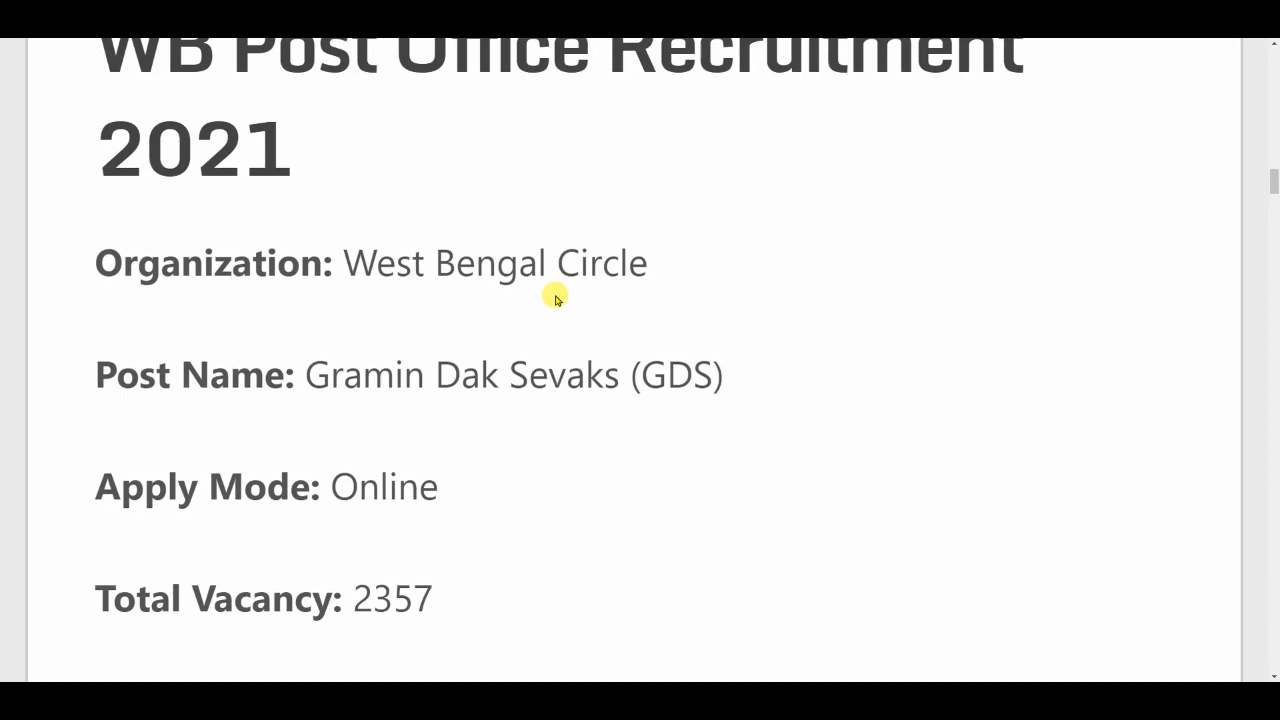 WB Post Office Recruitment
2021
Organization: West Bengal Circle
Post Name: Gramin Dak Sevaks (GDS)
Apply Mode: Online
Total Vacancy: 2357